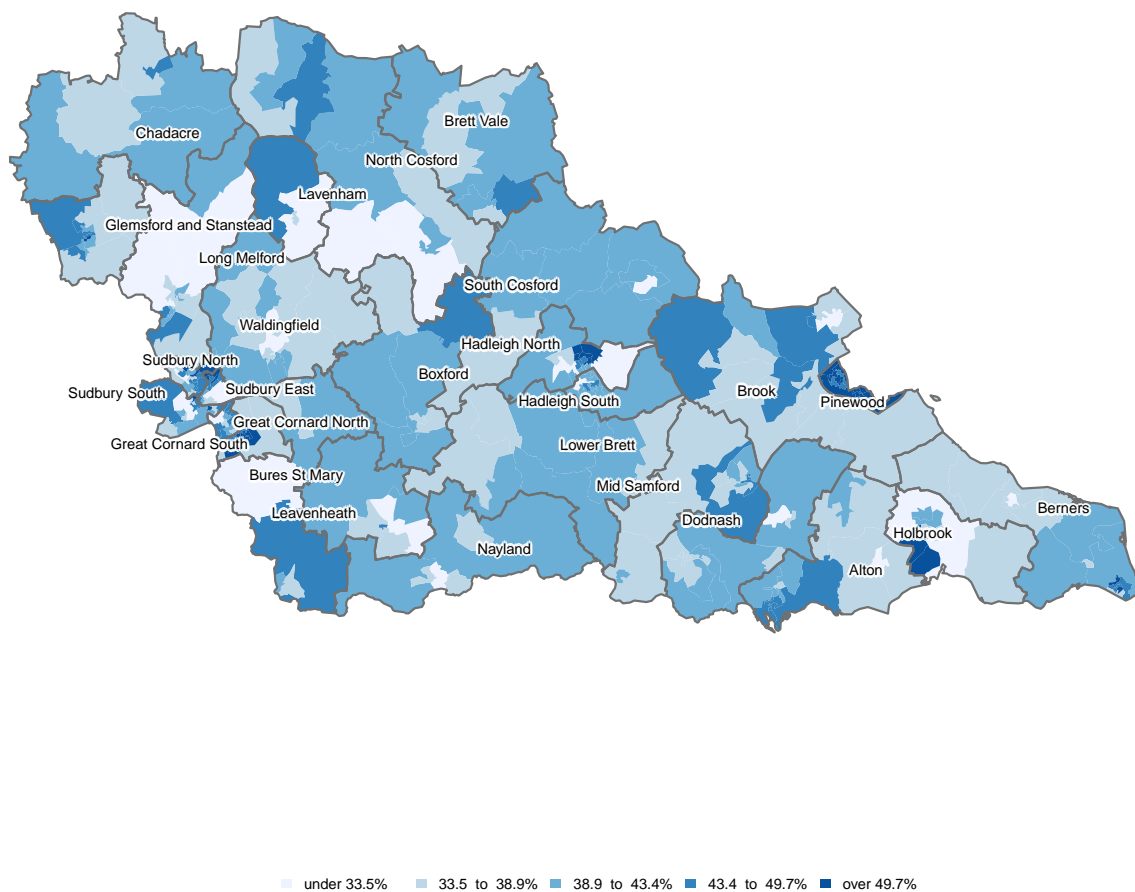 Chadacre
Brett Vale
North Cosford
Lavenham
Glemsford and Stanstead
Long Melford
South Cosford
Waldingfield
Hadleigh North
Sudbury North
Boxford
Sudbury East
Sudbury South
Brook
Hadleigh South
Pinewood
Great Cornard North
Great Cornard South
Lower Brett
Bures St Mary
Mid Samford
Berners
Leavenheath
Dodnash
Holbrook
Nayland
Alton
under 33.5% 33.5 to 38.9% 38.9 to 43.4% 43.4 to 49.7% over 49.7%